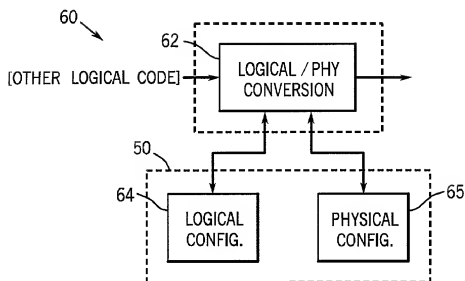 60
62
LOGICAL / PHY
CONVERSION
[OTHER LOGICAL CODE]
50
64
LOGICAL
CONFIG.
PHYSICAL
CONFIG.
65